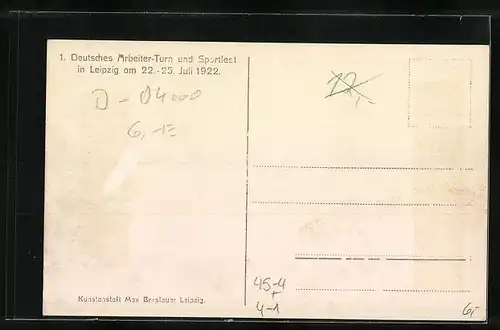 1. Deutsches Arbeiter-Turn und Sportfest
in Leipzig am 22.-25. Juli 1922.
D-04000
6,-
12,-
45-4
+
4-1
6,-
Kunstanstalt Max Breslauer Leipzig.